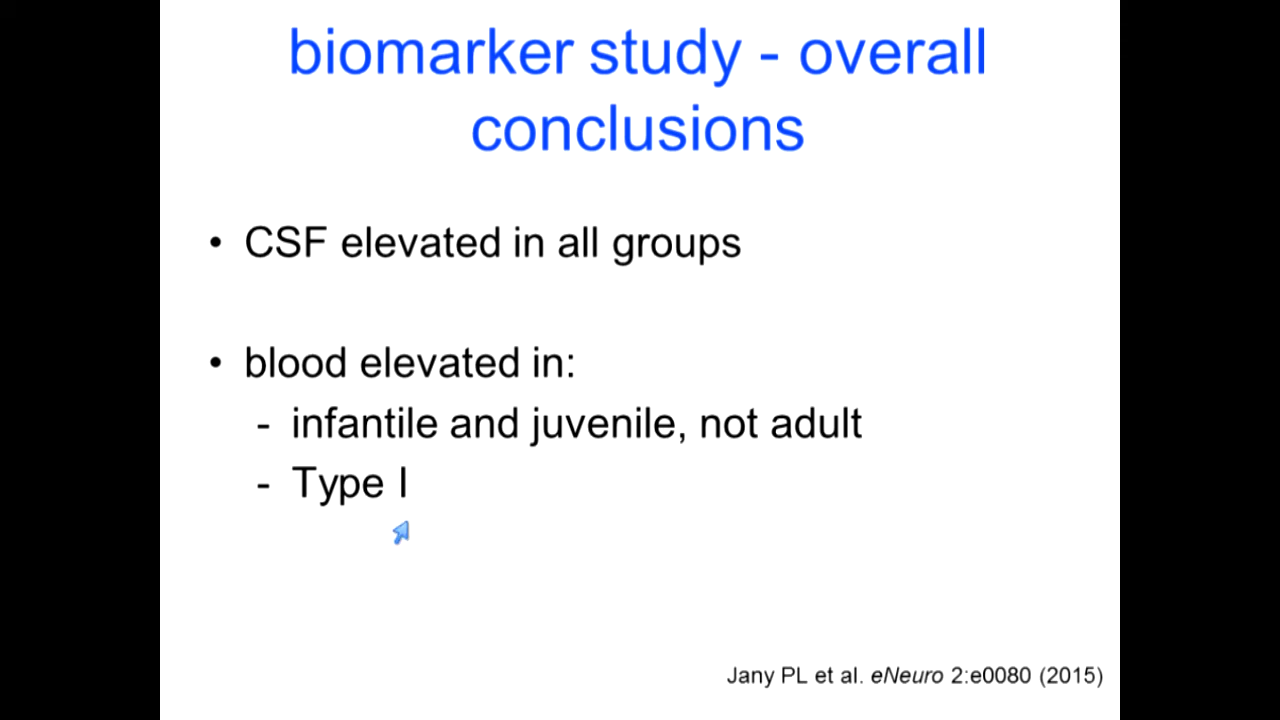 biomarker study - overall
conclusions
• CSF elevated in all groups
• blood elevated in:
- infantile and juvenile, not adult
- Type I
Jany PL et al. eNeuro 2:e0080 (2015)